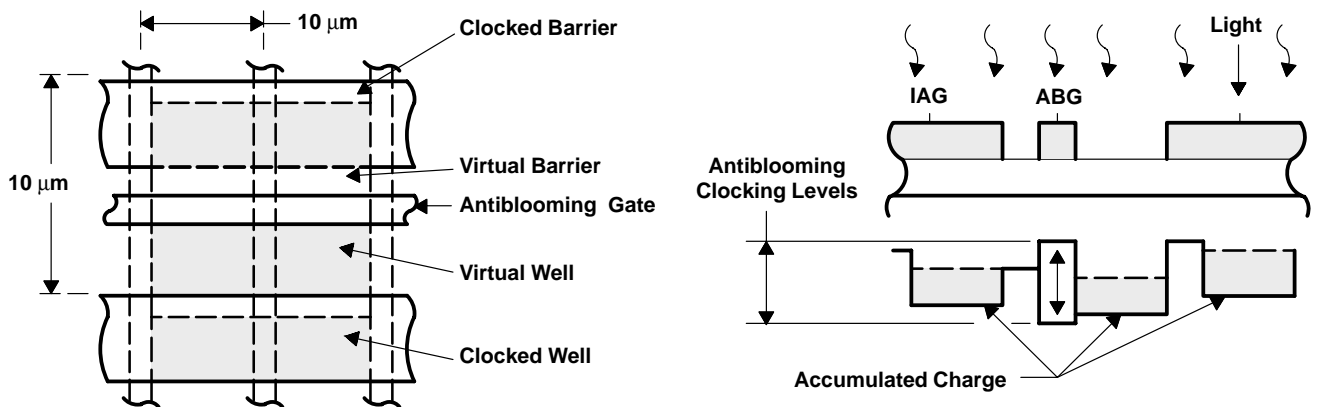 10 μm
Clocked Barrier
10 μm
Virtual Barrier
Antiblooming Gate
Virtual Well
Clocked Well
Light
IAG
ABG
Antiblooming
Clocking Levels
Accumulated Charge